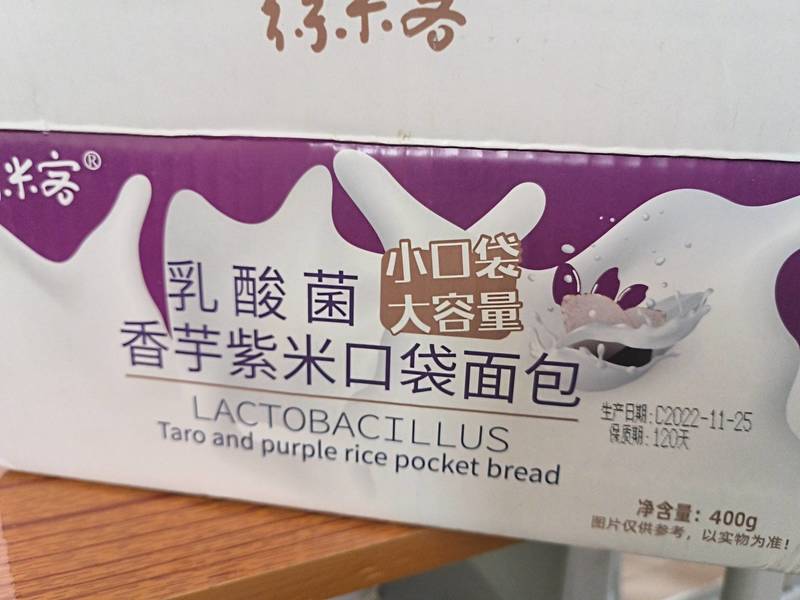 米客®
乳酸菌
小口袋
大容量
香芋紫米口袋面包
LACTOBACILLUS
Taro and purple rice pocket bread
生产日期:C2022-11-25
保质期:120天
净含量: 400g
图片仅供参考，以实物为准!